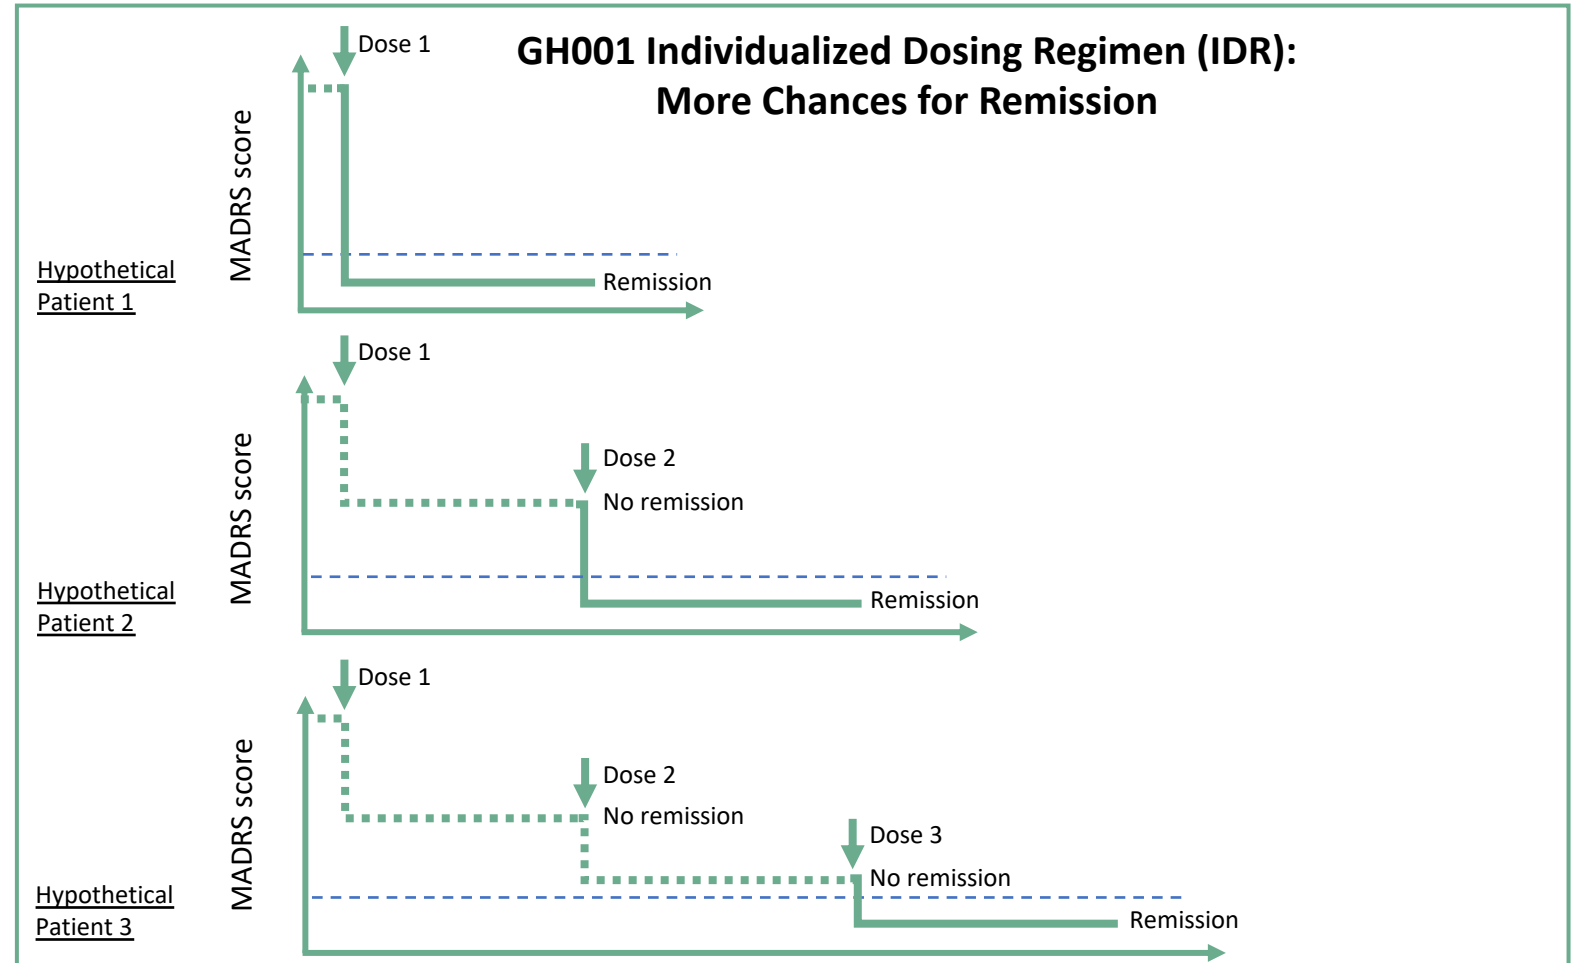 GH001 Individualized Dosing Regimen (IDR):
More Chances for Remission
Dose 1
MADRS score
Hypothetical
Patient 1
Remission
Dose 1
Dose 2
No remission
MADRS score
Hypothetical
Patient 2
Remission
Dose 1
Dose 2
No remission
Dose 3
No remission
MADRS score
Hypothetical
Patient 3
Remission